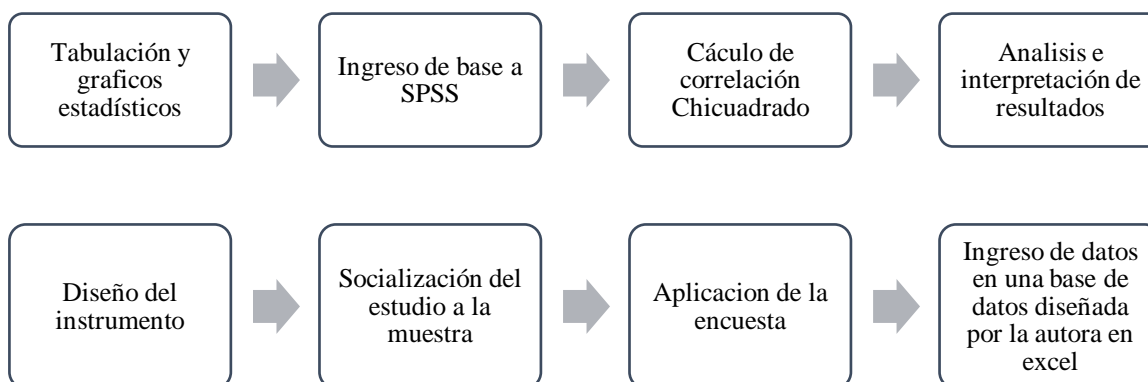 Tabulación y
graficos
estadísticos
Ingreso de base a
SPSS
Cáculo de
correlación
Chicuadrado
Analisis e
interpretación de
resultados
Diseño del
instrumento
Socialización del
estudio a la
muestra
Aplicacion de la
encuesta
Ingreso de datos
en una base de
datos diseñada
por la autora en
excel